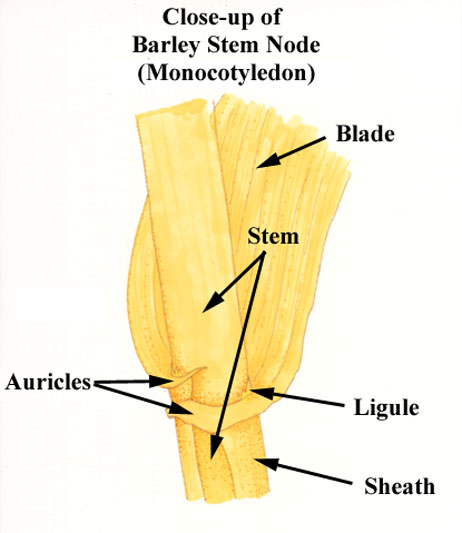 Close-up of
Barley Stem Node
(Monocotyledon)
Blade
Stem
Auricles
Ligule
Sheath